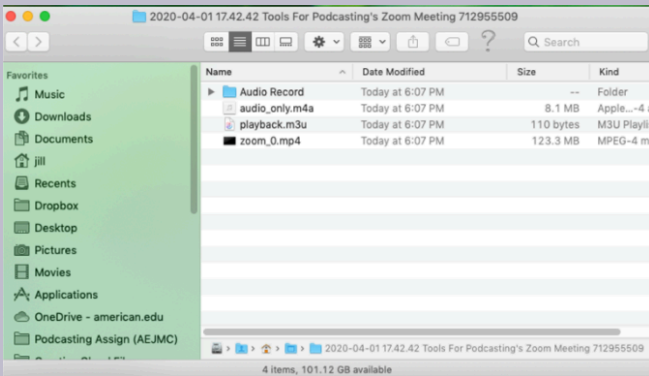 2020-04-01 17.42.42 Tools For Podcasting's Zoom Meeting 712955509
Search
Favorites
Music
Downloads
Documents
jill
Recents
Dropbox
Desktop
Pictures
Movies
Applications
OneDrive - american.edu
Podcasting Assign (AEJMC)
Name Date Modified Size Kind
Audio Record Today at 6:07 PM -- Folder
audio_only.m4a Today at 6:07 PM 8.1 MB Apple...-4 a
playback.m3u Today at 6:07 PM 110 bytes M3U Playli
zoom_0.mp4 Today at 6:07 PM 123.3 MB MPEG-4 m
2020-04-01 17.42.42 Tools For Podcasting's Zoom Meeting 712955509
4 items, 101.12 GB available